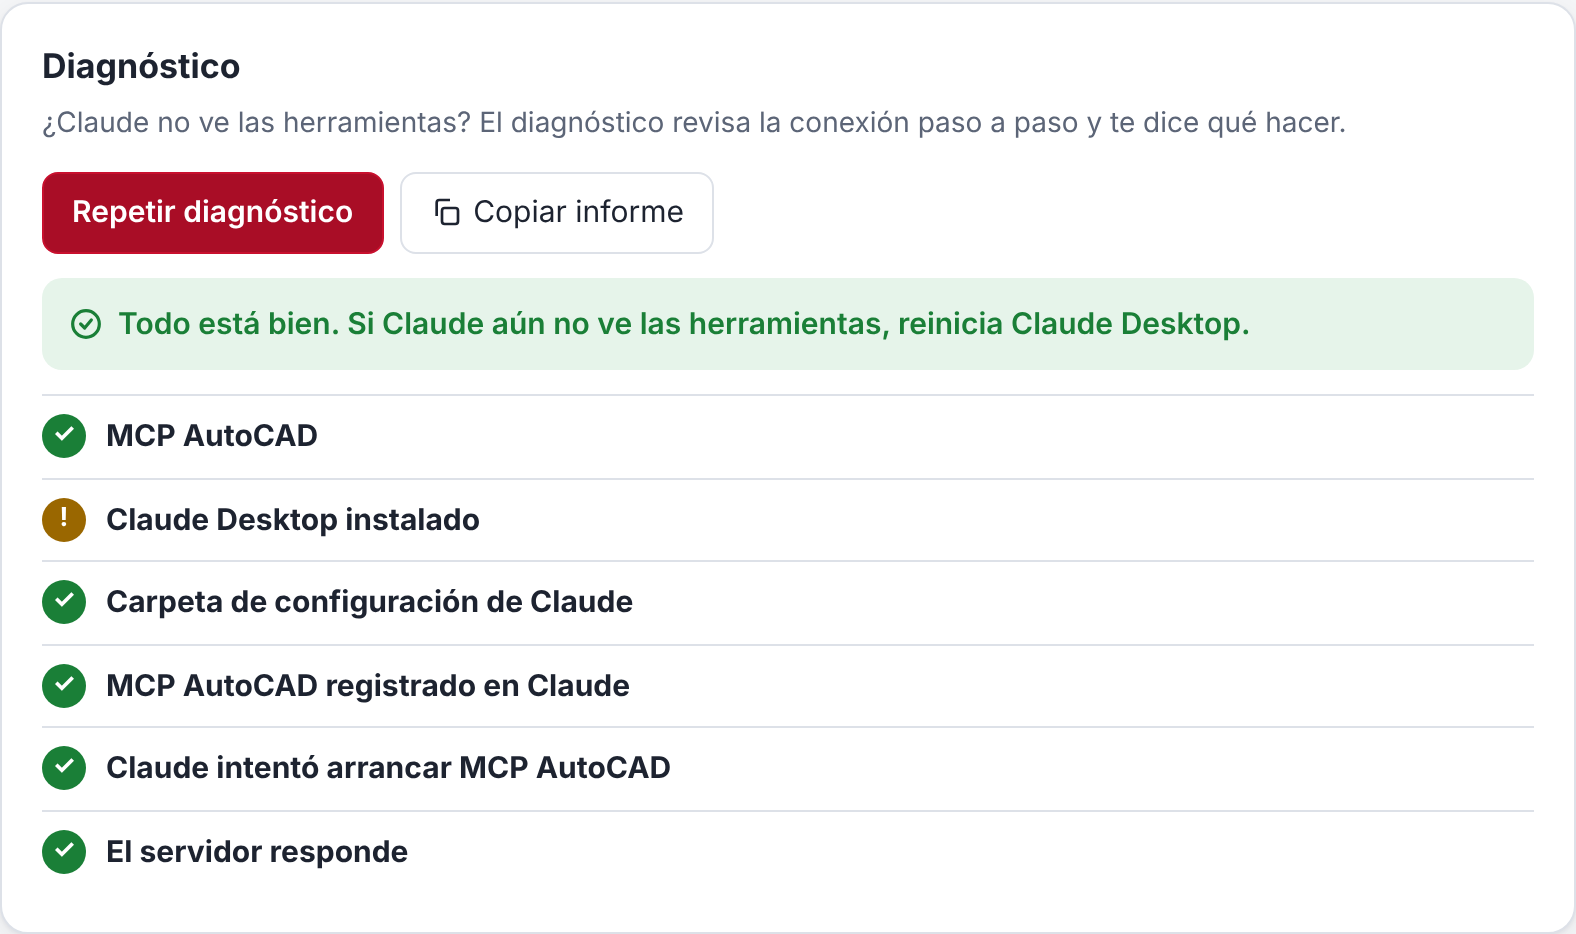 Diagnóstico
¿Claude no ve las herramientas? El diagnóstico revisa la conexión paso a paso y te dice qué hacer.
Repetir diagnóstico
Copiar informe
Todo está bien. Si Claude aún no ve las herramientas, reinicia Claude Desktop.
MCP AutoCAD
! Claude Desktop instalado
Carpeta de configuración de Claude
MCP AutoCAD registrado en Claude
Claude intentó arrancar MCP AutoCAD
El servidor responde